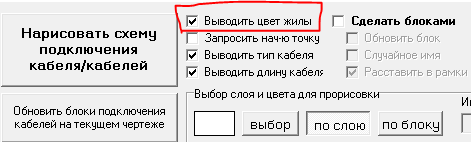 Нарисовать схему
подключения
кабеля/кабелей
Обновить блоки подключения
кабелей на текущем чертеже
Выводить цвет жилы
Запросить нач-ю точку
Выводить тип кабеля
Выводить длину кабеля
Сделать блоками
Обновить блок
Случайное имя
Расставить в рамки
Выбор слоя и цвета для прорисовки
выбор
по слою
по блоку